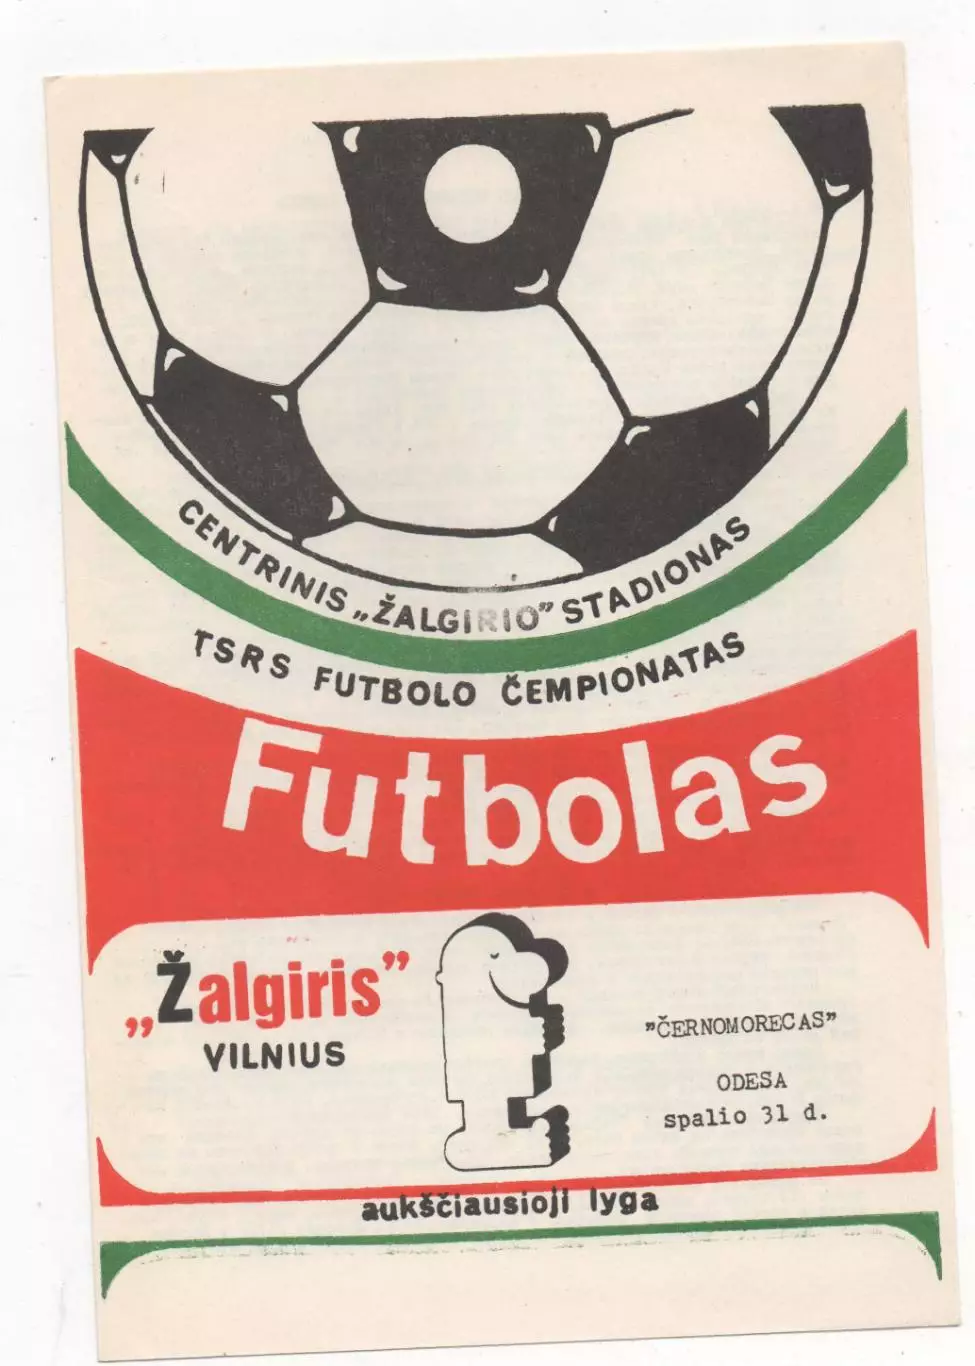 CENTRINIS „ŽALGIRIO” STADIONAS
TSRS FUTBOLO ČEMPIONATAS
Futbolas
„Žalgiris”
VILNIUS
"ČERNOMORECAS"
ODESA
spalio 31 d.
aukščiausioji lyga